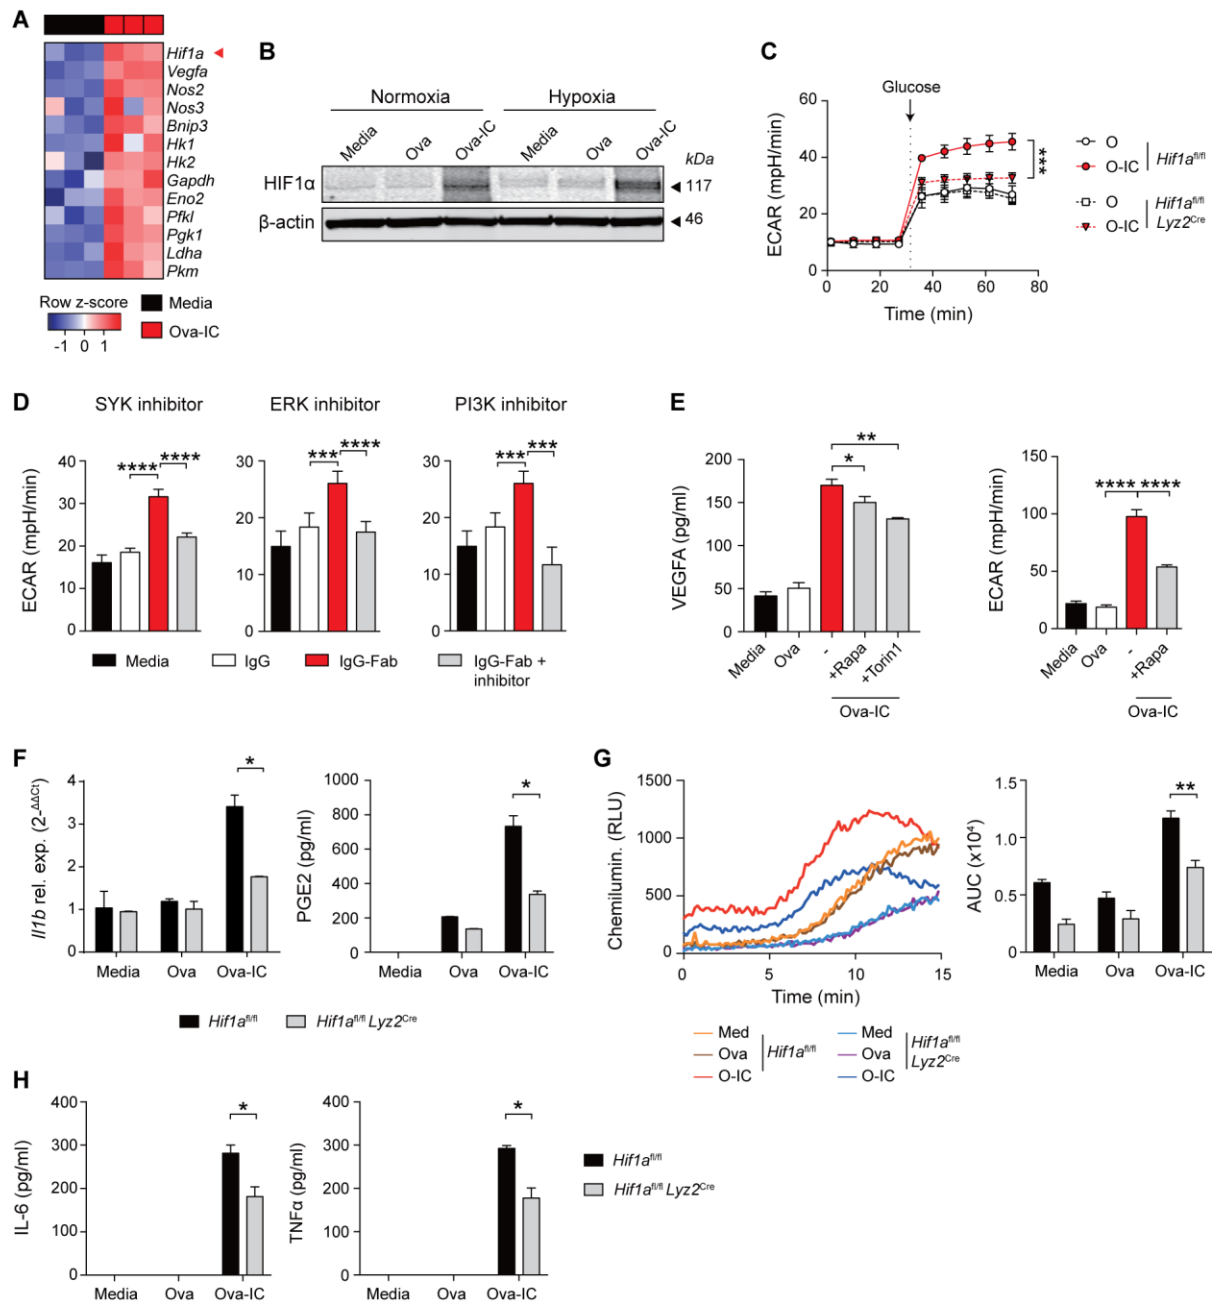 A
Hif1a
Vegfa
Nos2
Nos3
Bnip3
Hk1
Hk2
Gapdh
Eno2
Pfkl
Pgk1
Ldha
Pkm
Row z-score
-1 0 1
Media
Ova-IC
B
Normoxia Hypoxia
Media Ova Ova-IC Media Ova Ova-IC
kDa
HIF1α 117
β-actin 46
C
Glucose
ECAR (mpH/min)
60
40
20
0
0 20 40 60 80
Time (min)
***
O
O-IC
Hif1a^fl/fl
O
O-IC
Hif1a^fl/fl
Lyz2^Cre
D
SYK inhibitor ERK inhibitor PI3K inhibitor
ECAR (mpH/min)
40
30
20
10
0
**** ****
30
20
10
0
*** ****
30
20
10
0
*** ***
Media IgG IgG-Fab IgG-Fab +
inhibitor
E
VEGFA (pg/ml)
200
150
100
50
0
**
*
Media Ova - +Rapa +Torin1
Ova-IC
ECAR (mpH/min)
150
100
50
0
**** ****
Media Ova - +Rapa
Ova-IC
F
Il1b rel. exp. (2-ΔΔCt)
4
3
2
1
0
*
Media Ova Ova-IC
PGE2 (pg/ml)
1000
800
600
400
200
0
*
Media Ova Ova-IC
Hif1a^fl/fl Hif1a^fl/fl Lyz2^Cre
G
Chemilumin. (RLU)
1500
1000
500
0
0 5 10 15
Time (min)
Med
Ova
O-IC
Hif1a^fl/fl
Med
Ova
O-IC
Hif1a^fl/fl
Lyz2^Cre
AUC (x10⁴)
1.5
1.0
0.5
0
**
Media Ova Ova-IC
H
IL-6 (pg/ml)
400
300
200
100
0
*
Media Ova Ova-IC
TNFα (pg/ml)
400
300
200
100
0
*
Media Ova Ova-IC
Hif1a^fl/fl
Hif1a^fl/fl Lyz2^Cre